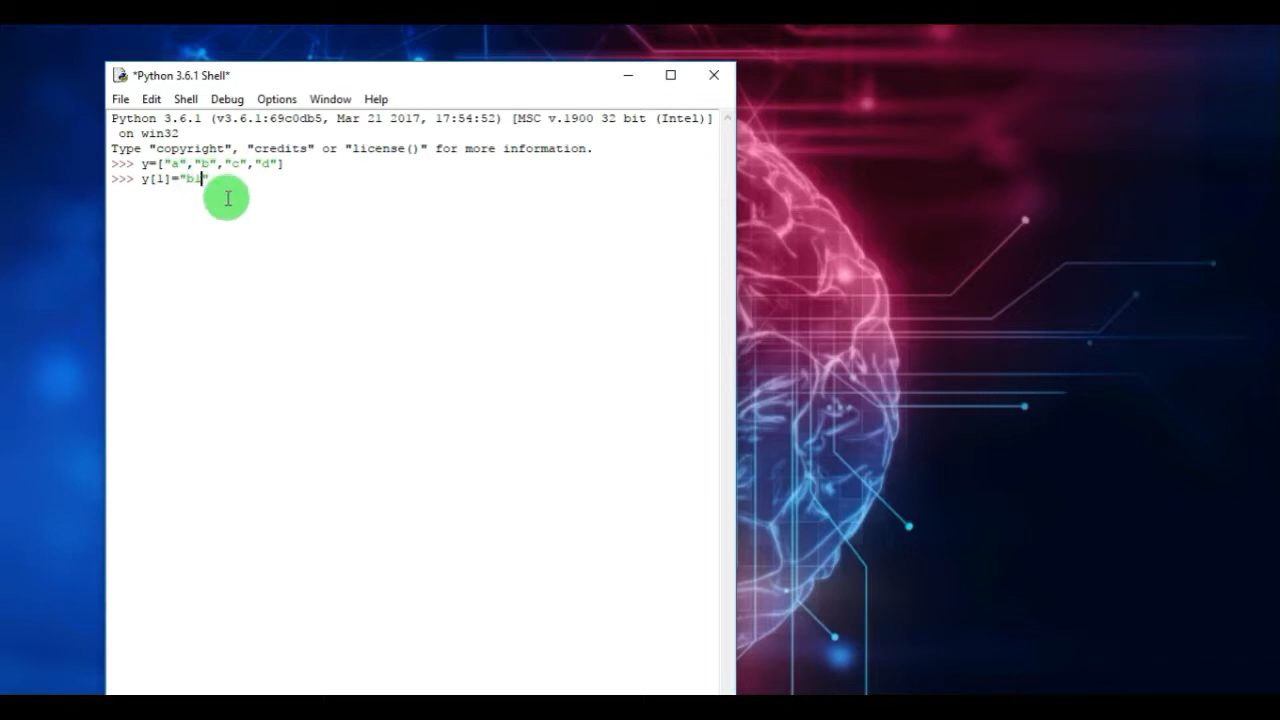 *Python 3.6.1 Shell*
File Edit Shell Debug Options Window Help
Python 3.6.1 (v3.6.1:69c0db5, Mar 21 2017, 17:54:52) [MSC v.1900 32 bit (Intel)]
on win32
Type "copyright", "credits" or "license()" for more information.
>>> y=["a","b","c","d"]
>>> y[1]="b1"